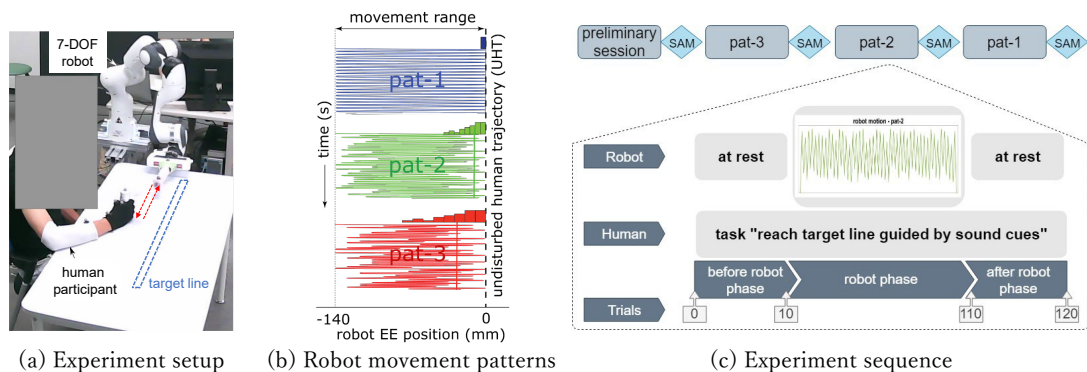 7-DOF
robot
human
participant
target line
(a) Experiment setup
movement range
pat-1
pat-2
pat-3
time (s)
undisturbed human trajectory (UHT)
-140
0
robot EE position (mm)
(b) Robot movement patterns
preliminary
session
SAM
pat-3
SAM
pat-2
SAM
pat-1
SAM
robot motion - pat-2
Robot
at rest
at rest
Human
task "reach target line guided by sound cues"
before robot
phase
robot phase
after robot
phase
Trials
0
10
110
120
(c) Experiment sequence